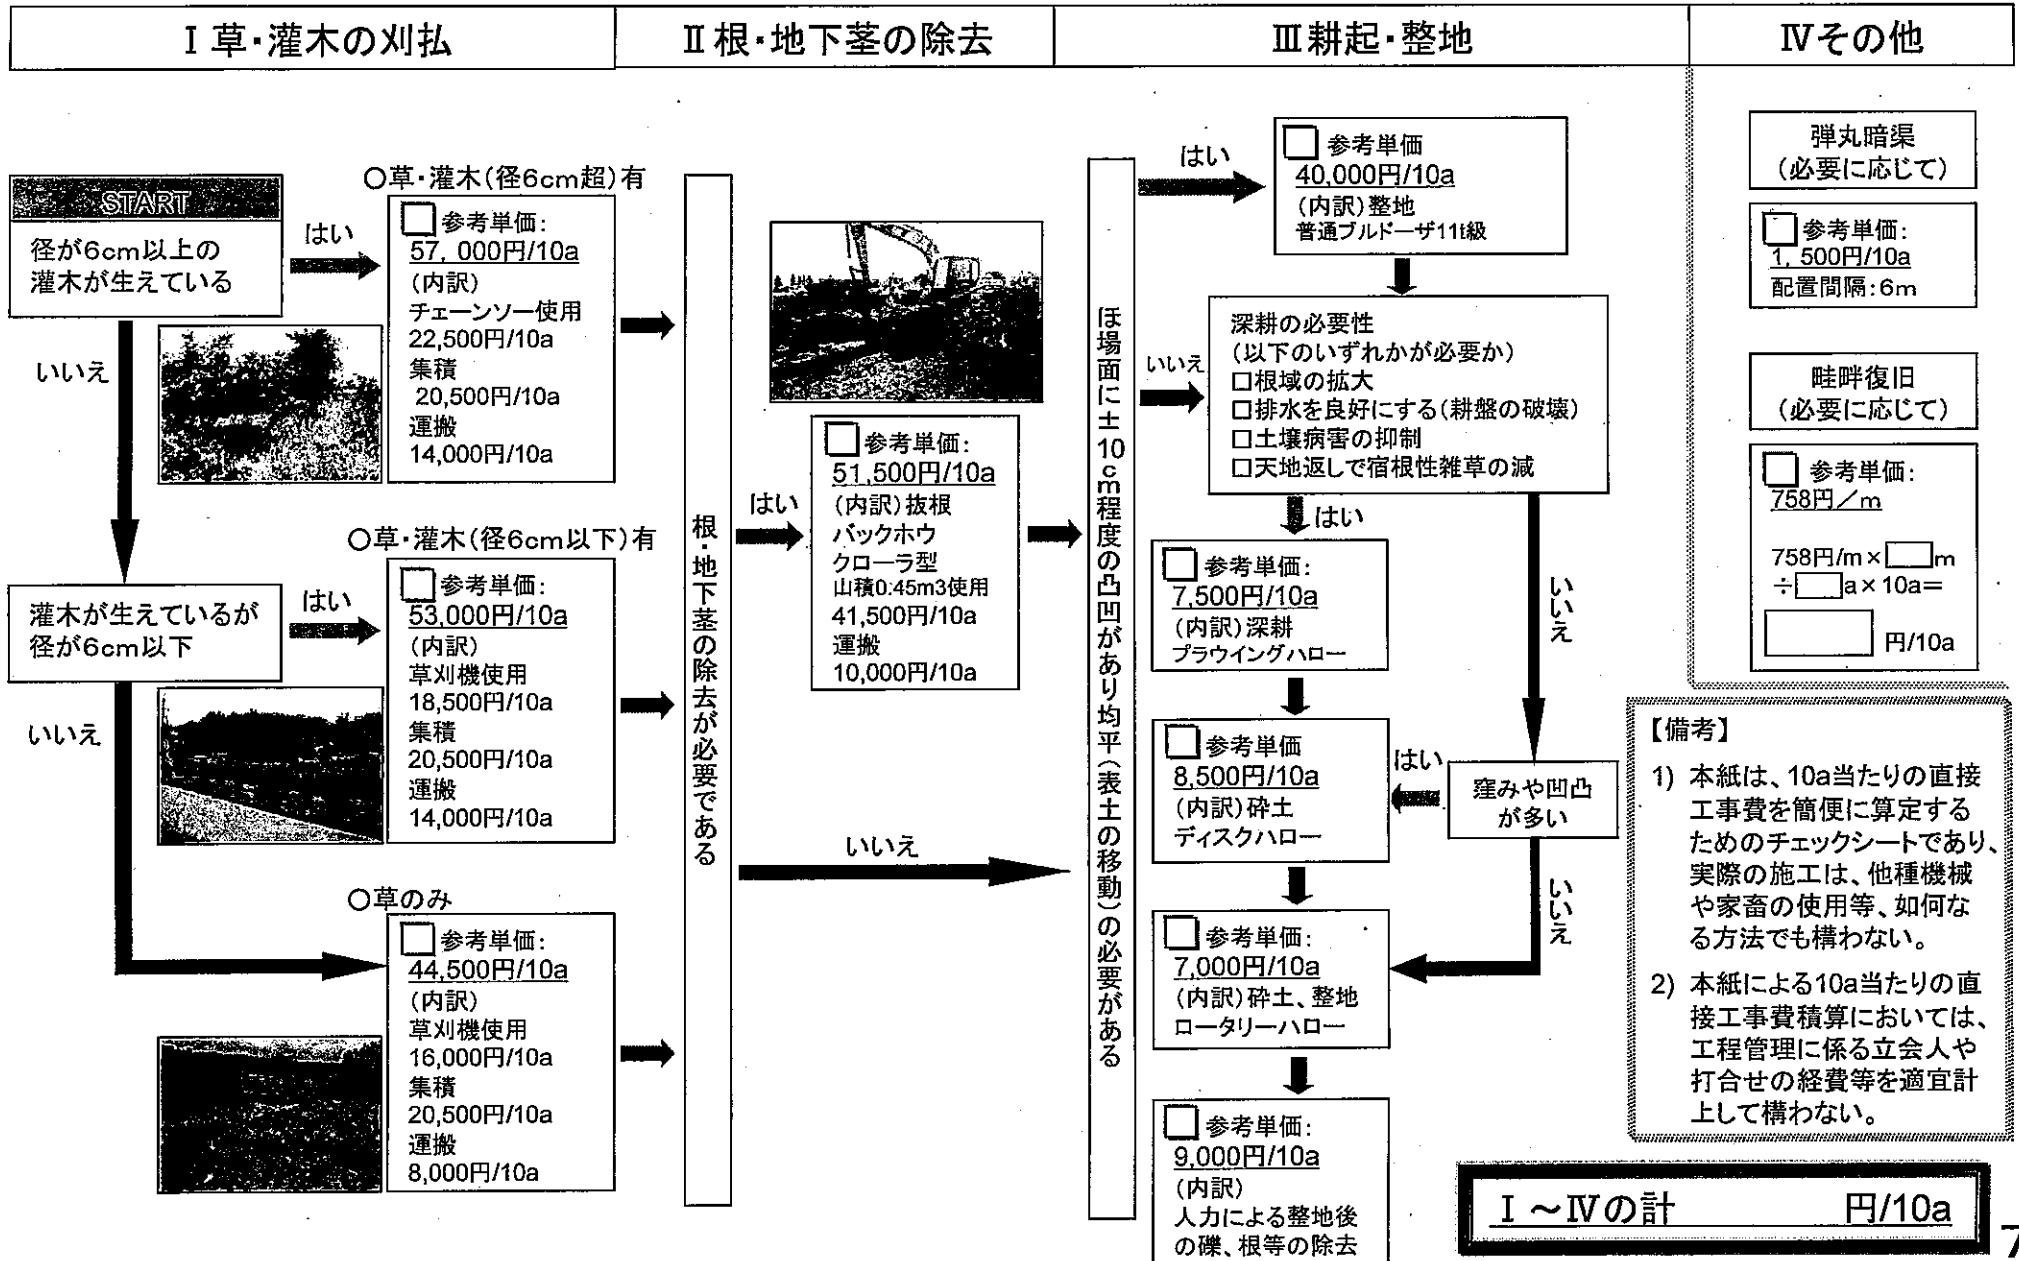 Ⅰ草・灌木の刈払
Ⅱ根・地下茎の除去
Ⅲ耕起・整地
Ⅳその他
START
径が6cm以上の
灌木が生えている
はい
いいえ
○草・灌木(径6cm超)有
参考単価:
57, 000円/10a
(内訳)
チェーンソー使用
22,500円/10a
集積
20,500円/10a
運搬
14,000円/10a
灌木が生えているが
径が6cm以下
はい
いいえ
○草・灌木(径6cm以下)有
参考単価:
53,000円/10a
(内訳)
草刈機使用
18,500円/10a
集積
20,500円/10a
運搬
14,000円/10a
○草のみ
参考単価:
44,500円/10a
(内訳)
草刈機使用
16,000円/10a
集積
20,500円/10a
運搬
8,000円/10a
根・地下茎の除去が必要である
はい
いいえ
参考単価:
51,500円/10a
(内訳)抜根
バックホウ
クローラ型
山積0.45m3使用
41,500円/10a
運搬
10,000円/10a
ほ場面に±10cm程度の凸凹があり均平(表土の移動)の必要がある
はい
いいえ
参考単価
40,000円/10a
(内訳)整地
普通ブルドーザ11t級
深耕の必要性
(以下のいずれかが必要か)
□根域の拡大
□排水を良好にする(耕盤の破壊)
□土壌病害の抑制
□天地返しで宿根性雑草の減
はい
いいえ
参考単価:
7,500円/10a
(内訳)深耕
プラウイングハロー
参考単価
8,500円/10a
(内訳)砕土
ディスクハロー
はい
窪みや凹凸
が多い
いいえ
参考単価:
7,000円/10a
(内訳)砕土、整地
ロータリーハロー
参考単価:
9,000円/10a
(内訳)
人力による整地後
の礫、根等の除去
弾丸暗渠
(必要に応じて)
参考単価:
1, 500円/10a
配置間隔:6m
畦畔復旧
(必要に応じて)
参考単価:
758円/m
758円/m×□m
÷□a×10a=
円/10a
【備考】
1) 本紙は、10a当たりの直接
工事費を簡便に算定する
ためのチェックシートであり、
実際の施工は、他種機械
や家畜の使用等、如何な
る方法でも構わない。
2) 本紙による10a当たりの直
接工事費積算においては、
工程管理に係る立会人や
打合せの経費等を適宜計
上して構わない。
Ⅰ～Ⅳの計 円/10a
7